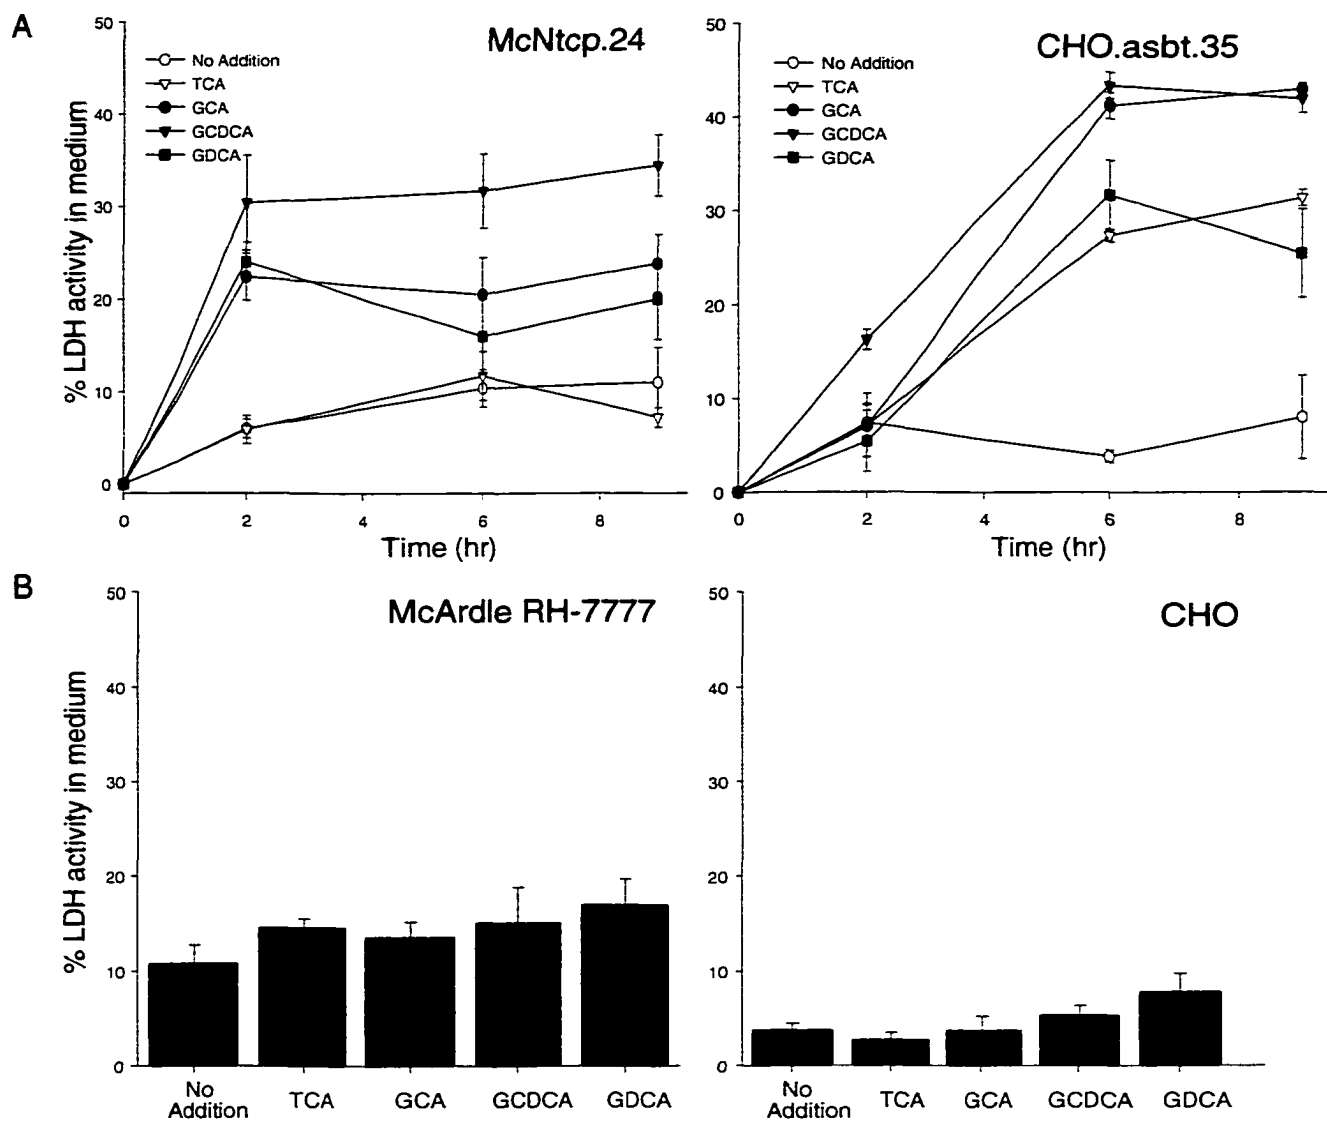 A
McNtcp.24
% LDH activity in medium
50
40
30
20
10
0
No Addition
TCA
GCA
GCDCA
GDCA
0 2 4 6 8
Time (hr)
CHO.asbt.35
50
40
30
20
10
0
No Addition
TCA
GCA
GCDCA
GDCA
0 2 4 6 8
Time (hr)
B
McArdle RH-7777
% LDH activity in medium
50
40
30
20
10
0
No Addition TCA GCA GCDCA GDCA
CHO
50
40
30
20
10
0
No Addition TCA GCA GCDCA GDCA